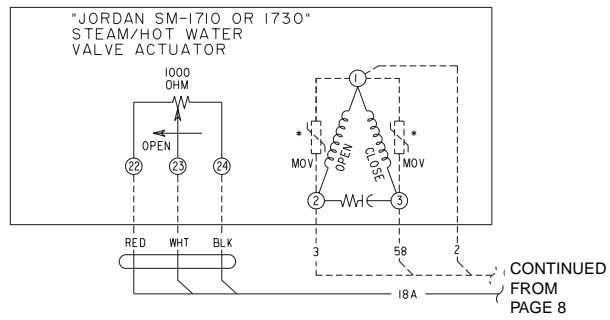 "JORDAN SM-1710 OR 1730"
STEAM/HOT WATER
VALVE ACTUATOR
1000
OHM
OPEN
22
23
24
1
*
MOV
OPEN
CLOSE
*
MOV
2
3
RED
WHT
BLK
3
58
2
18A
CONTINUED
FROM
PAGE 8